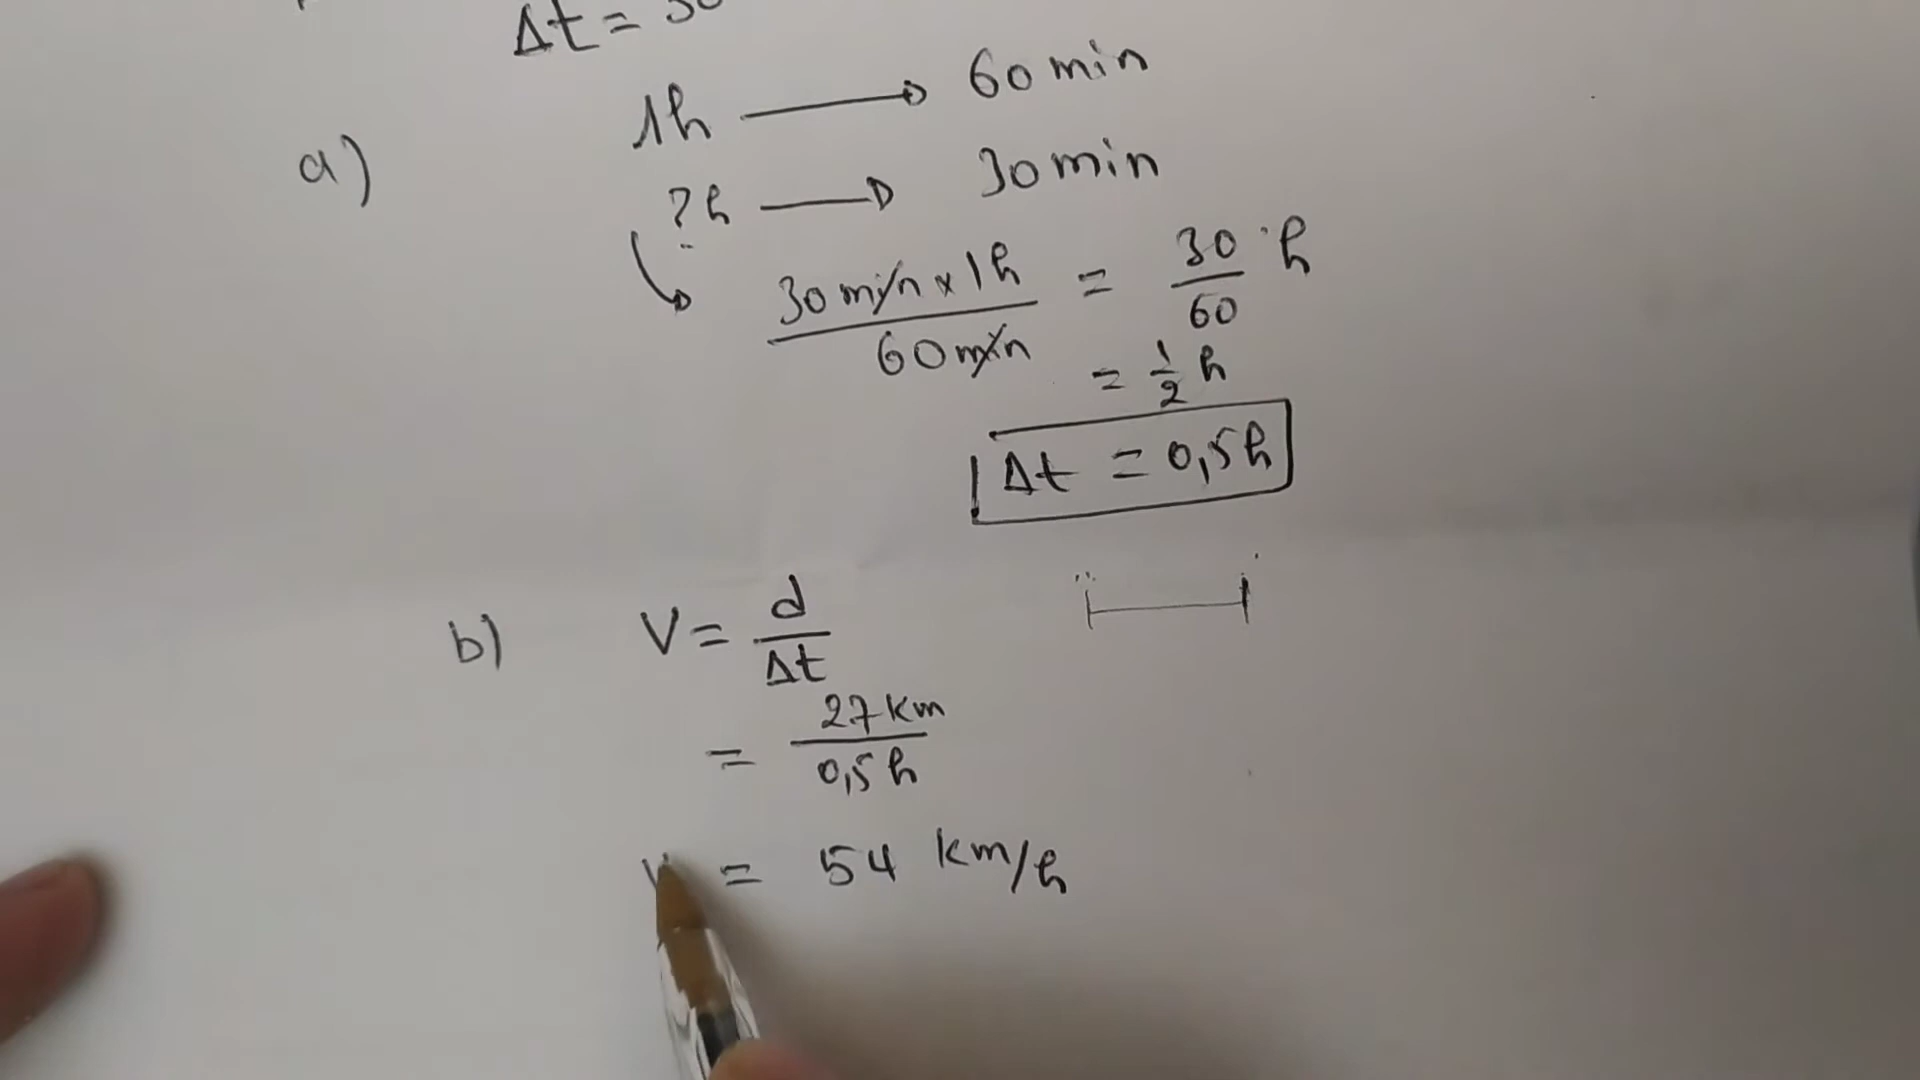 Δt = 30
a)
1h → 60 min
? h → 30 min
30 min × 1h / 60 min = 30/60 · h
= 1/2 h
Δt = 0,5h
b) V = d/Δt
= 27 km / 0,5 h
V = 54 km/h